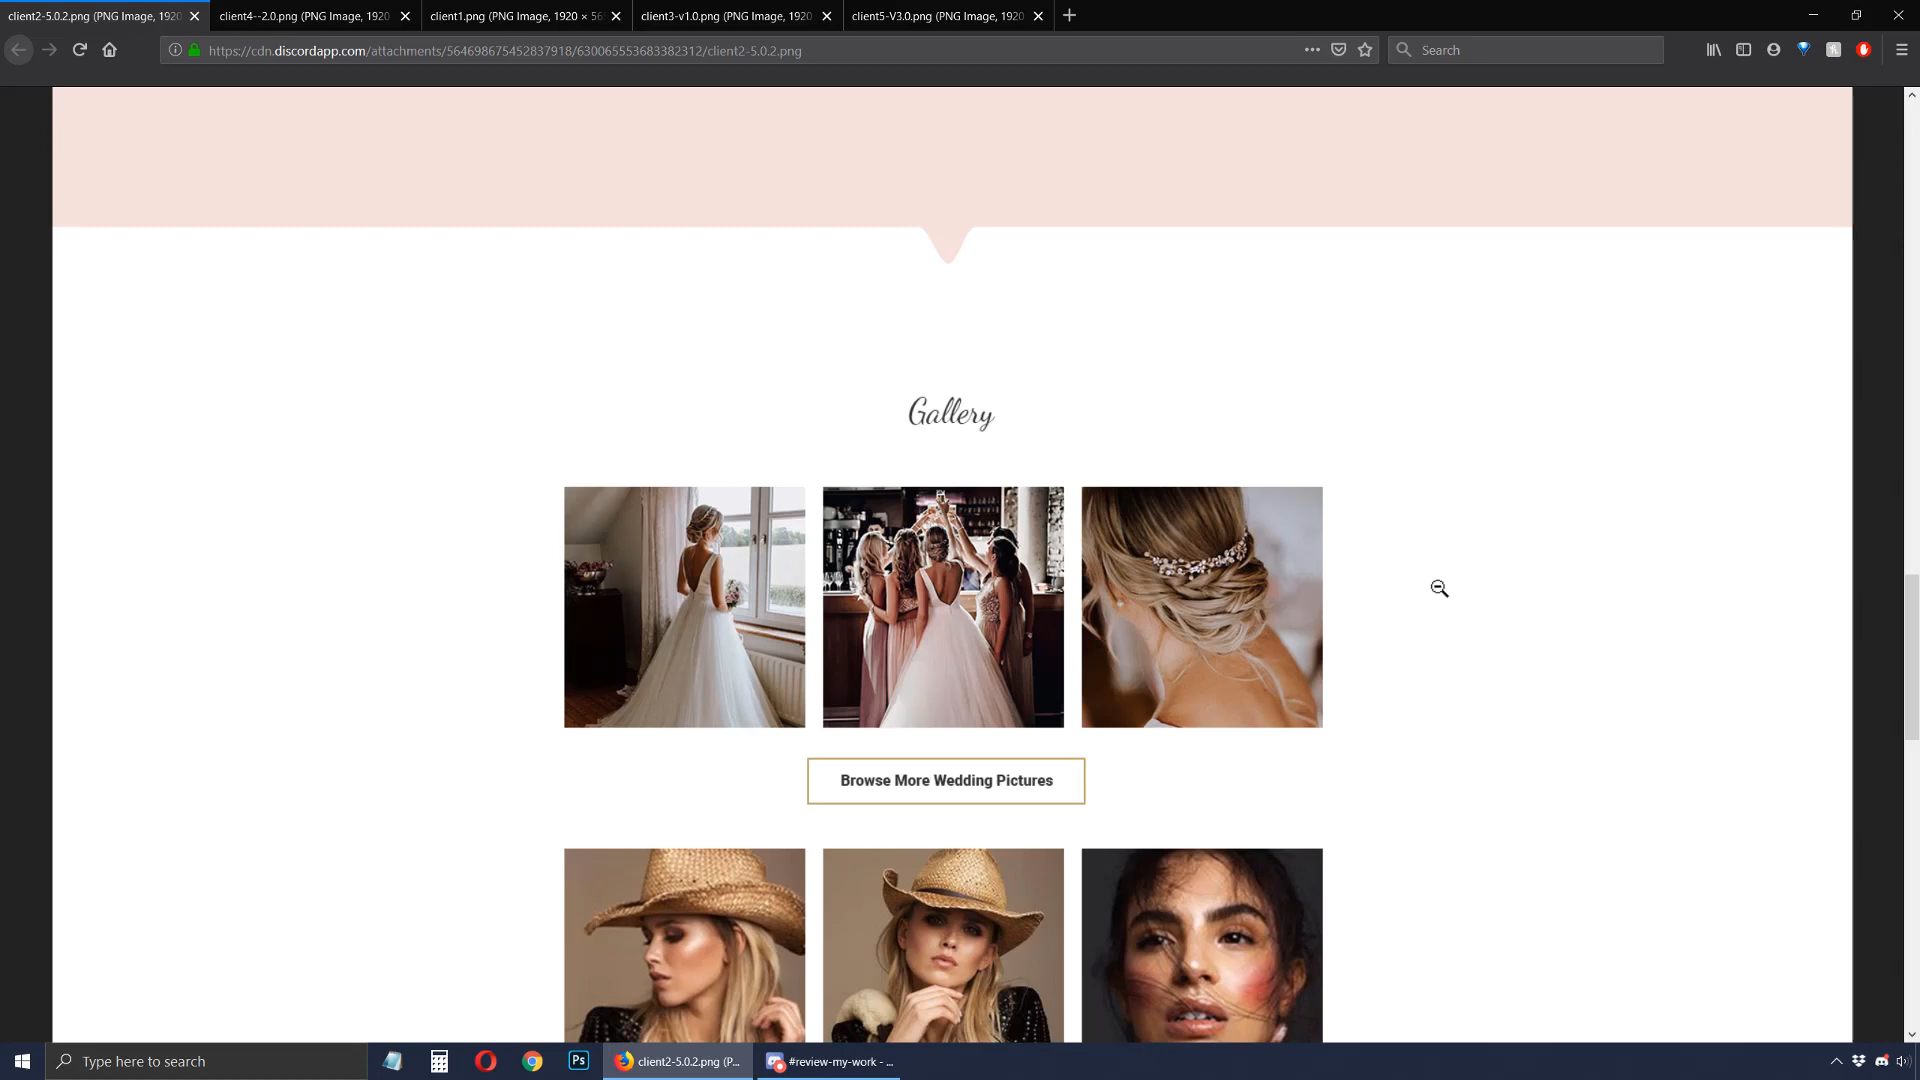 client2-5.0.2.png (PNG Image, 1920
client4--2.0.png (PNG Image, 1920
client1.png (PNG Image, 1920 × 56
client3-v1.0.png (PNG Image, 1920
client5-V3.0.png (PNG Image, 1920
https://cdn.discordapp.com/attachments/564698675452837918/630065553683382312/client2-5.0.2.png
Search
Gallery
Browse More Wedding Pictures
Type here to search
Ps
client2-5.0.2.png (P...
#review-my-work - ...